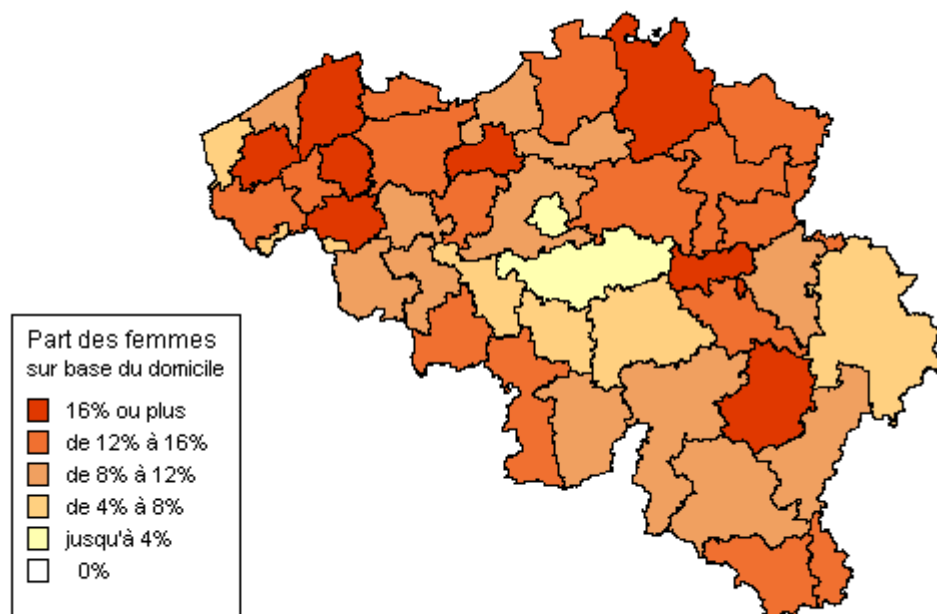 Part des femmes
sur base du domicile
16% ou plus
de 12% à 16%
de 8% à 12%
de 4% à 8%
jusqu'à 4%
0%